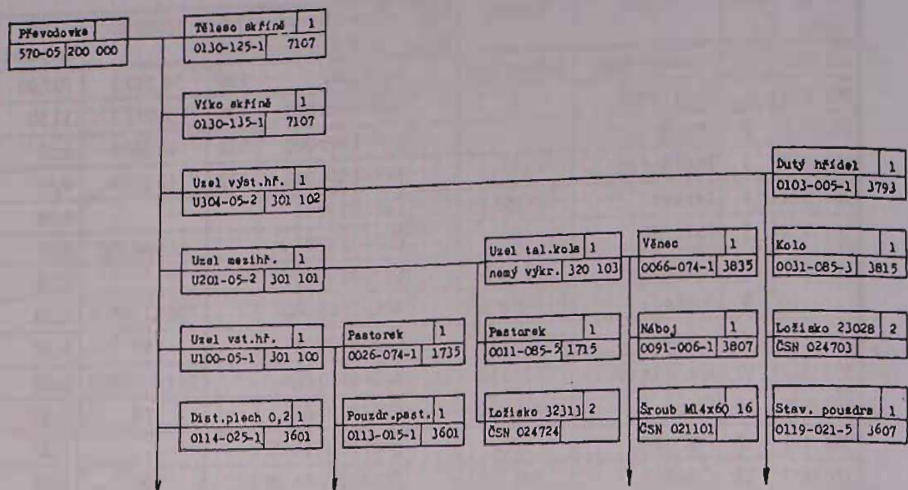 Převodovka
570-05 200 000
Těleso skříně 1
0130-125-1 7107
Víko skříně 1
0130-135-1 7107
Uzel výst.hř. 1
U304-05-2 301 102
Dutý hřídel 1
0103-005-1 3793
Uzel mezihř. 1
U201-05-2 301 101
Uzel tal.kola 1
nemý výkr. 320 103
Věnec 1
0066-074-1 3835
Kolo 1
0031-085-3 3815
Uzel vst.hř. 1
U100-05-1 301 100
Pastorek 1
0026-074-1 1735
Pastorek 1
0011-085-5 1715
Náboj 1
0091-006-1 3807
Ložisko 23028 2
ČSN 024703
Dist.plech 0,2 1
0114-025-1 3601
Pouzdr.past. 1
0113-015-1 3601
Ložisko 32313 2
ČSN 024724
Šroub M14x60 16
ČSN 021101
Stav. pouzdra 1
0119-021-5 3607